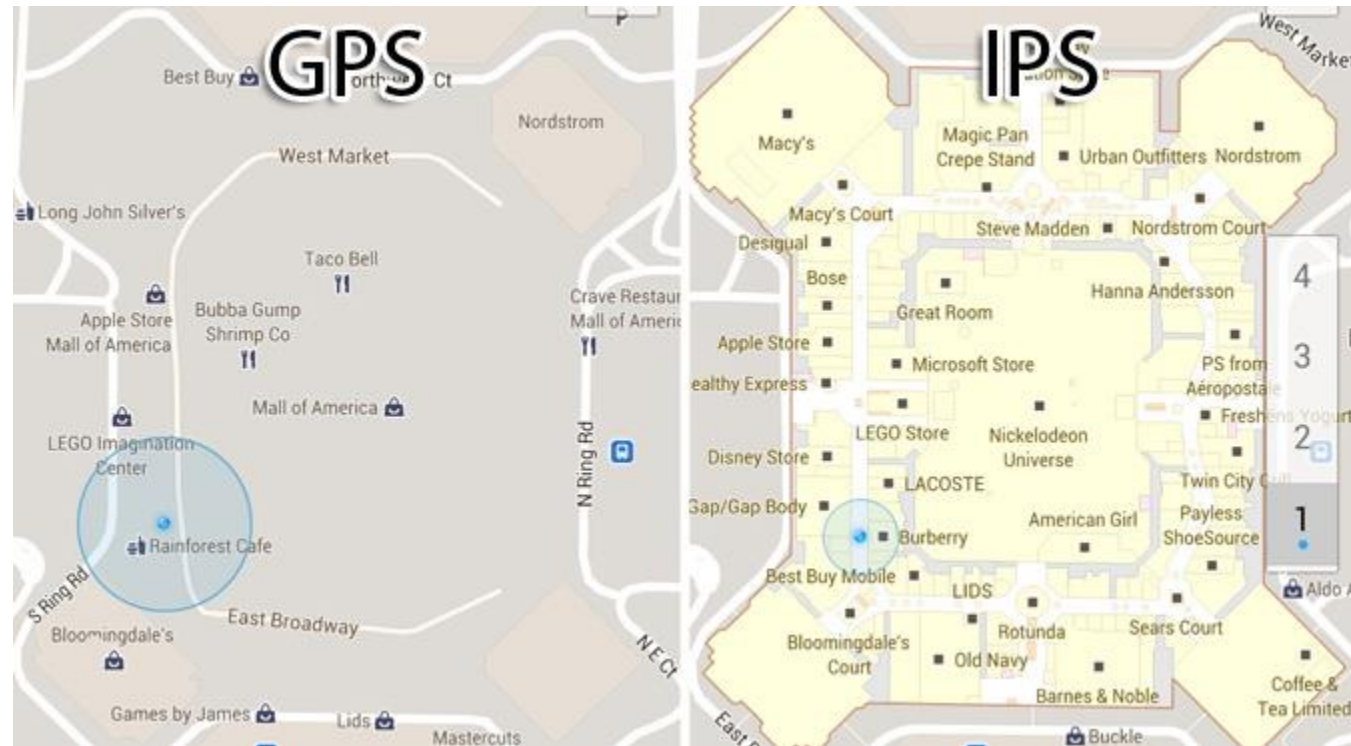 GPS
P
Best Buy
Ct
Nordstrom
West Market
Long John Silver's
Taco Bell
Apple Store
Mall of America
Bubba Gump
Shrimp Co
Crave
Mall of
Mall of America
LEGO Imagination
Center
N Ring Rd
Rainforest Cafe
S Ring Rd
East Broadway
Bloomingdale's
N E Ct
Games by James
Lids
Mastercuts
IPS
West
Macy's
Magic Pan
Crepe Stand
Urban Outfitters
Nordstrom
Macy's Court
Steve Madden
Nordstrom Court
Desigual
Bose
Great Room
Hanna Andersson
4
Apple Store
Microsoft Store
PS from
Aéropostale
3
Express
LEGO Store
Nickelodeon
Universe
Freshens Yogurt
2
Disney Store
LACOSTE
Twin City
Gap/Gap Body
Burberry
American Girl
Payless
ShoeSource
1
Best Buy Mobile
LIDS
Aldo
Bloomingdale's
Court
Rotunda
Sears Court
Old Navy
Barnes & Noble
Coffee &
Tea Limited
East
Buckle